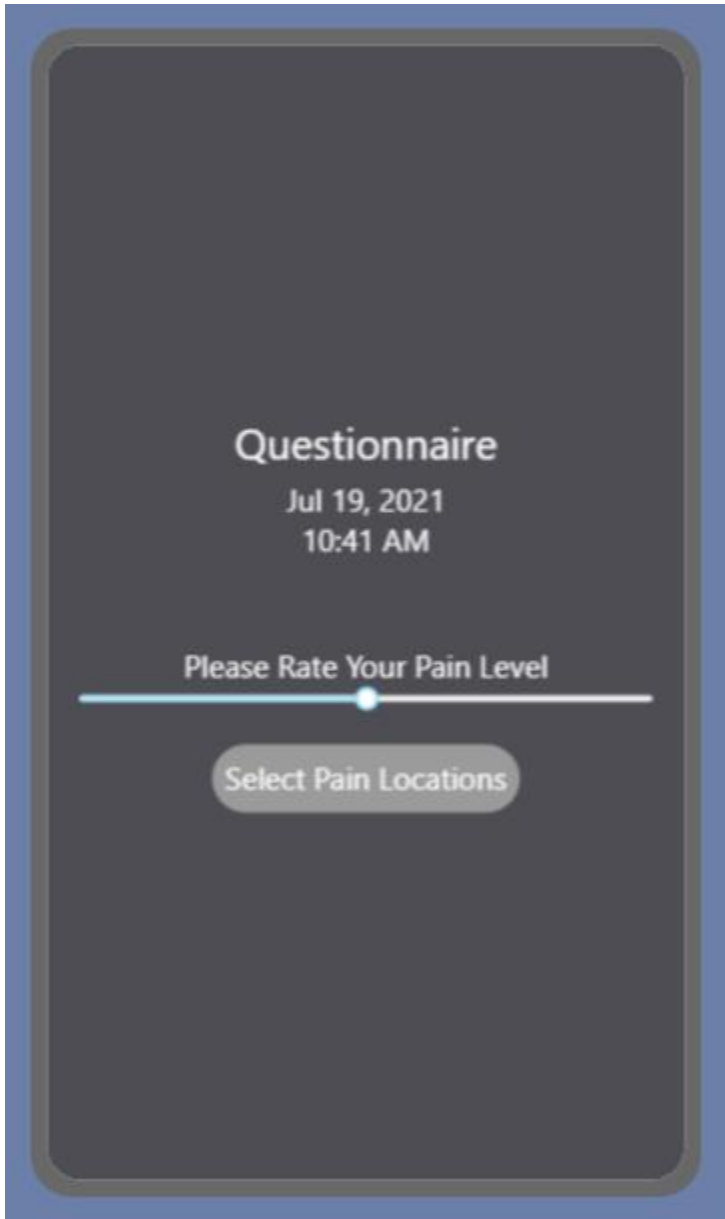 Questionnaire
Jul 19, 2021
10:41 AM
Please Rate Your Pain Level
Select Pain Locations